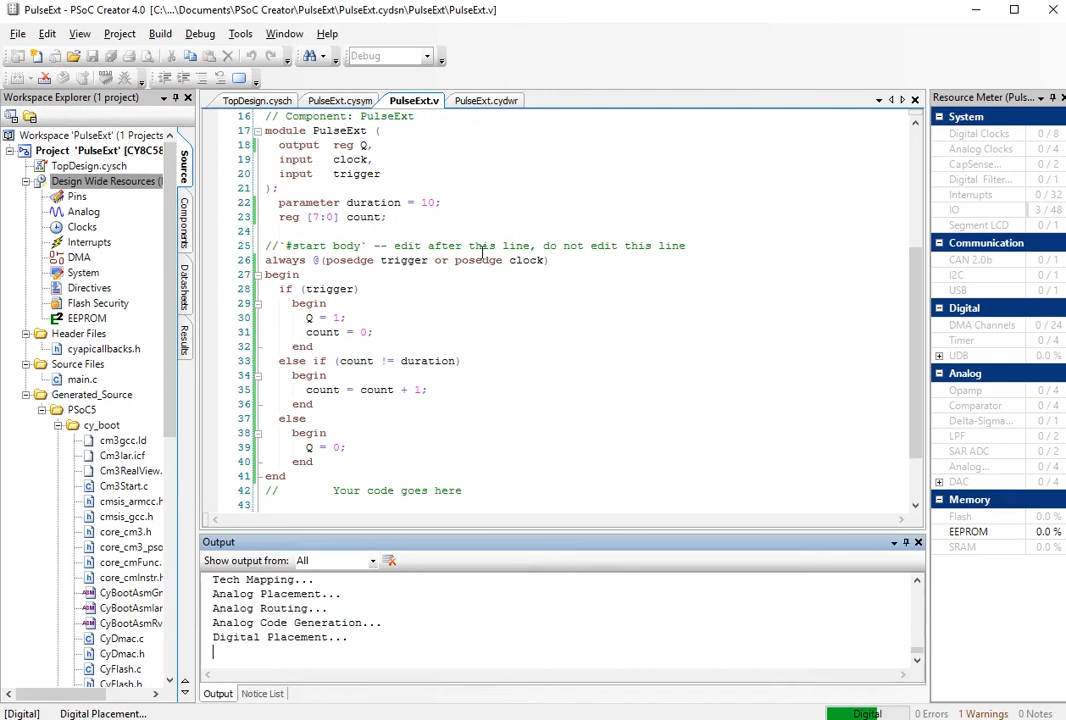 PulseExt - PSoC Creator 4.0 [C:\...\Documents\PSoC Creator\PulseExt\PulseExt.cydsn\PulseExt\PulseExt.v]
File Edit View Project Build Debug Tools Window Help
Debug
Workspace Explorer (1 project)
Workspace 'PulseExt' (1 Projects
Project 'PulseExt' [CY8C58
TopDesign.cysch
Design Wide Resources (
Pins
Analog
Clocks
Interrupts
DMA
System
Directives
Flash Security
EEPROM
Header Files
cyapicallbacks.h
Source Files
main.c
Generated_Source
PSoC5
cy_boot
cm3gcc.ld
Cm3Iar.icf
Cm3RealView.
Cm3Start.c
cmsis_armcc.h
cmsis_gcc.h
core_cm3.h
core_cm3_pso
core_cmFunc.
core_cmInstr.h
CyBootAsmGn
CyBootAsmIar
CyBootAsmRv
CyDmac.c
CyDmac.h
CyFlash.c
CyFlash.h
Source
Components
Datasheets
Results
TopDesign.cysch PulseExt.cysym PulseExt.v PulseExt.cydwr
16 // Component: PulseExt
17 module PulseExt (
18 output reg Q,
19 input clock,
20 input trigger
21 );
22 parameter duration = 10;
23 reg [7:0] count;
24
25 //`#start body` -- edit after this line, do not edit this line
26 always @(posedge trigger or posedge clock)
27 begin
28 if (trigger)
29 begin
30 Q = 1;
31 count = 0;
32 end
33 else if (count != duration)
34 begin
35 count = count + 1;
36 end
37 else
38 begin
39 Q = 0;
40 end
41 end
42 // Your code goes here
43
Output
Show output from: All
Tech Mapping...
Analog Placement...
Analog Routing...
Analog Code Generation...
Digital Placement...
Output Notice List
Resource Meter (Puls...
System
Digital Clocks 0 / 8
Analog Clocks 0 / 4
CapSense... 0 / 2
Digital Filter... 0 / 1
Interrupts 0 / 32
IO 3 / 48
Segment LCD 0 / 1
Communication
CAN 2.0b 0 / 1
I2C 0 / 1
USB 0 / 1
Digital
DMA Channels 0 / 24
Timer 0 / 4
UDB 0.0 %
Analog
Opamp 0 / 4
Comparator 0 / 4
Delta-Sigma... 0 / 1
LPF 0 / 2
SAR ADC 0 / 2
Analog... 0 / 4
DAC 0 / 4
Memory
Flash 0.0 %
EEPROM 0.0 %
SRAM 0.0 %
[Digital] Digital Placement... Digital 0 Errors 1 Warnings 0 Notes